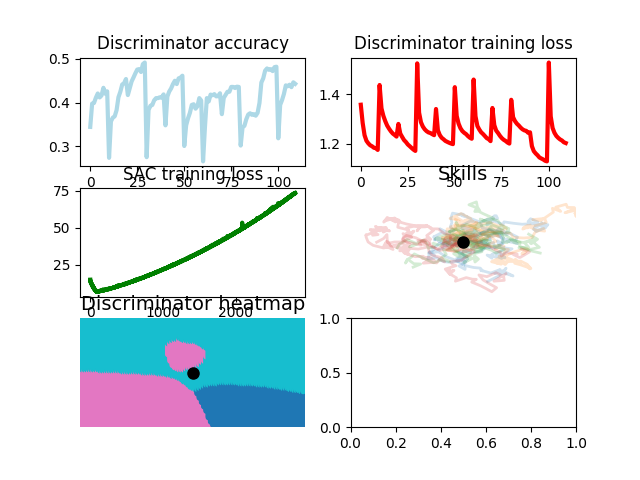 Discriminator accuracy
0.5
0.4
0.3
0 25 50 75 100
Discriminator training loss
1.4
1.2
0 25 50 75 100
SAC training loss
75
50
25
0 1000 2000
Skills
Discriminator heatmap
1.0
0.5
0.0
0.0 0.2 0.4 0.6 0.8 1.0